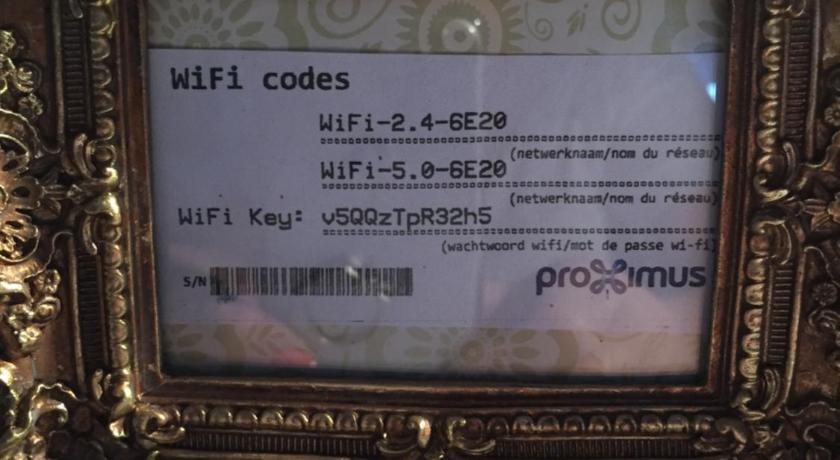 WiFi codes
WiFi-2.4-6E20
(netwerknaam/nom du réseau)
WiFi-5.0-6E20
(netwerknaam/nom du réseau)
WiFi Key: v5QQzTpR32h5
(wachtwoord wifi/mot de passe wi-fi)
S/N
proximus